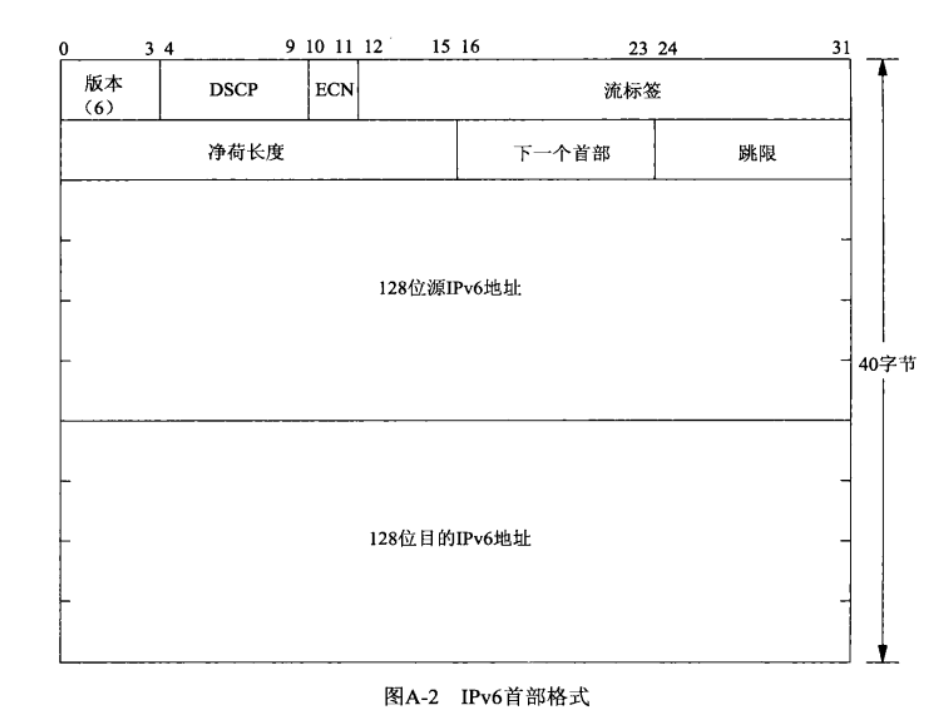 0 3 4 9 10 11 12 15 16 23 24 31
版本 DSCP ECN 流标签
（6）
净荷长度 下一个首部 跳限
128位源IPv6地址
40字节
128位目的IPv6地址
图A-2 IPv6首部格式